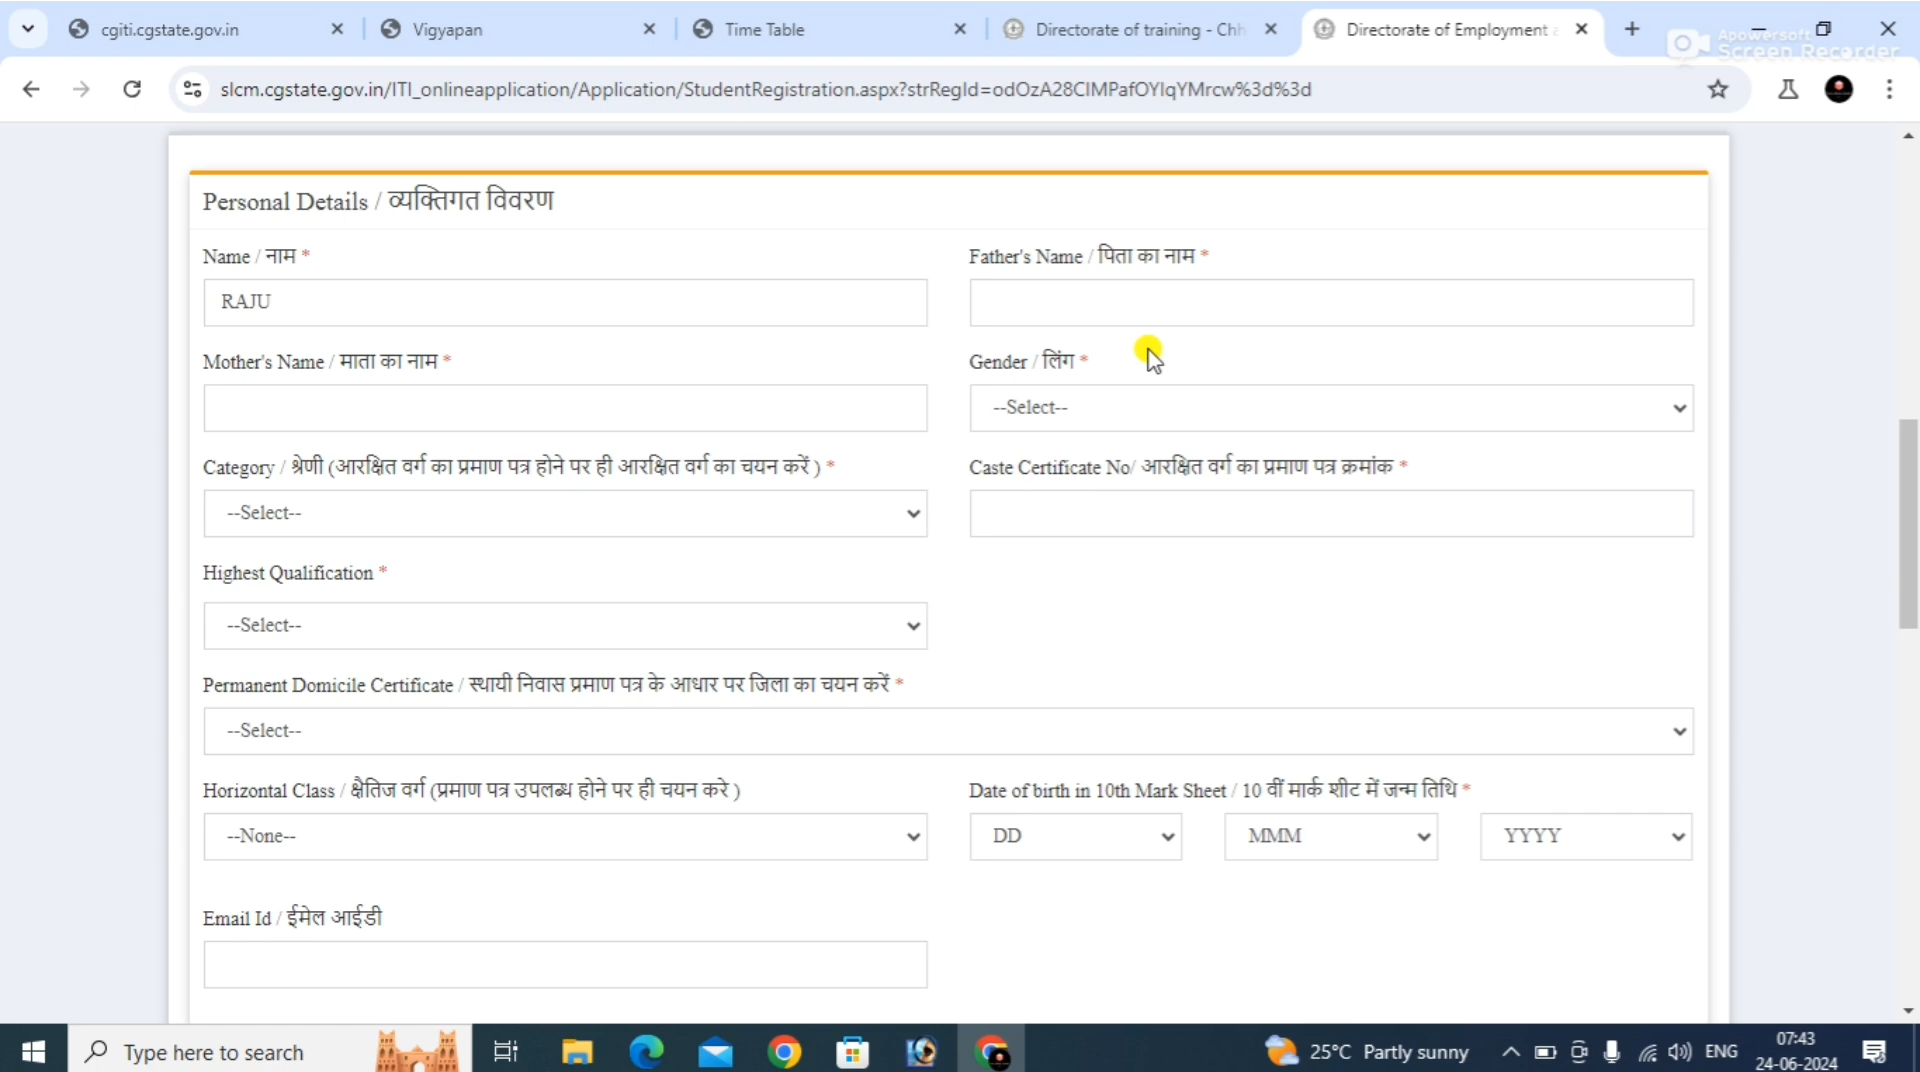 cgiti.cgstate.gov.in
Vigyapan
Time Table
Directorate of training - Chh
Directorate of Employment a
Apowersoft
Screen Recorder
slcm.cgstate.gov.in/ITI_onlineapplication/Application/StudentRegistration.aspx?strRegId=odOzA28CIMPafOYIqYMrcw%3d%3d
Personal Details / व्यक्तिगत विवरण
Name / नाम *
Father's Name / पिता का नाम *
RAJU
Mother's Name / माता का नाम *
Gender / लिंग *
--Select--
Category / श्रेणी (आरक्षित वर्ग का प्रमाण पत्र होने पर ही आरक्षित वर्ग का चयन करें ) *
Caste Certificate No/ आरक्षित वर्ग का प्रमाण पत्र क्रमांक *
--Select--
Highest Qualification *
--Select--
Permanent Domicile Certificate / स्थायी निवास प्रमाण पत्र के आधार पर जिला का चयन करें *
--Select--
Horizontal Class / क्षैतिज वर्ग (प्रमाण पत्र उपलब्ध होने पर ही चयन करे )
Date of birth in 10th Mark Sheet / 10 वीं मार्क शीट में जन्म तिथि *
--None--
DD
MMM
YYYY
Email Id / ईमेल आईडी
Type here to search
25°C Partly sunny
ENG
07:43
24-06-2024